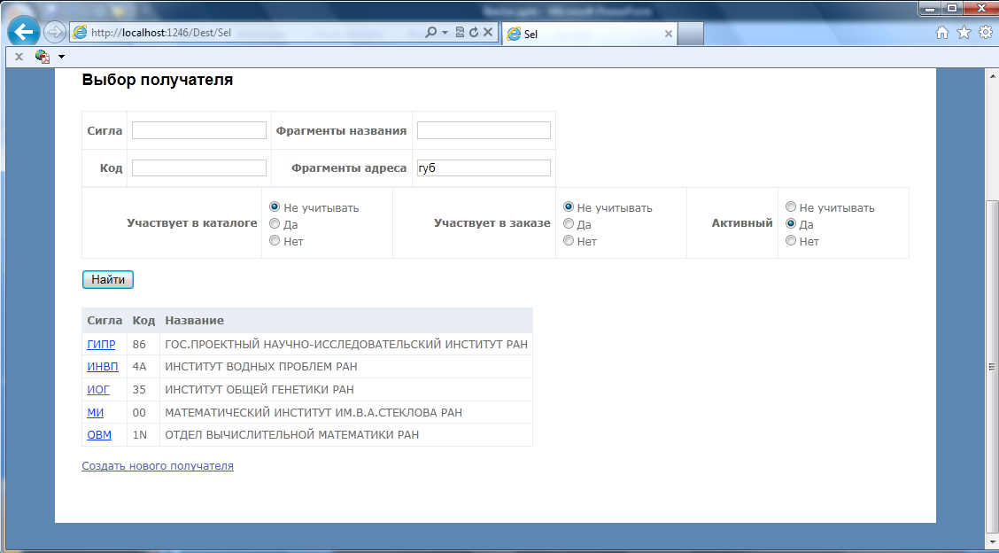 http://localhost:1246/Dest/Sel
Sel
Выбор получателя
Сигла Фрагменты названия
Код Фрагменты адреса губ
Участвует в каталоге Не учитывать Да Нет
Участвует в заказе Не учитывать Да Нет
Активный Не учитывать Да Нет
Найти
Сигла Код Название
ГИПР 86 ГОС.ПРОЕКТНЫЙ НАУЧНО-ИССЛЕДОВАТЕЛЬСКИЙ ИНСТИТУТ РАН
ИНВП 4A ИНСТИТУТ ВОДНЫХ ПРОБЛЕМ РАН
ИОГ 35 ИНСТИТУТ ОБЩЕЙ ГЕНЕТИКИ РАН
МИ 00 МАТЕМАТИЧЕСКИЙ ИНСТИТУТ ИМ.В.А.СТЕКЛОВА РАН
ОВМ 1N ОТДЕЛ ВЫЧИСЛИТЕЛЬНОЙ МАТЕМАТИКИ РАН
Создать нового получателя